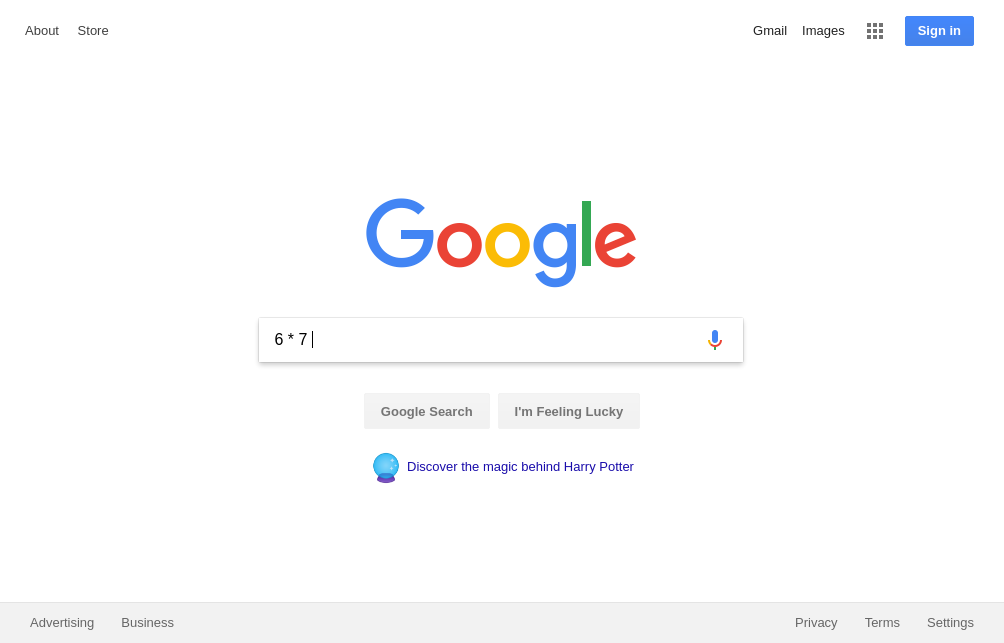 About Store Gmail Images Sign in
Google
6 * 7
Google Search I'm Feeling Lucky
Discover the magic behind Harry Potter
Advertising Business Privacy Terms Settings